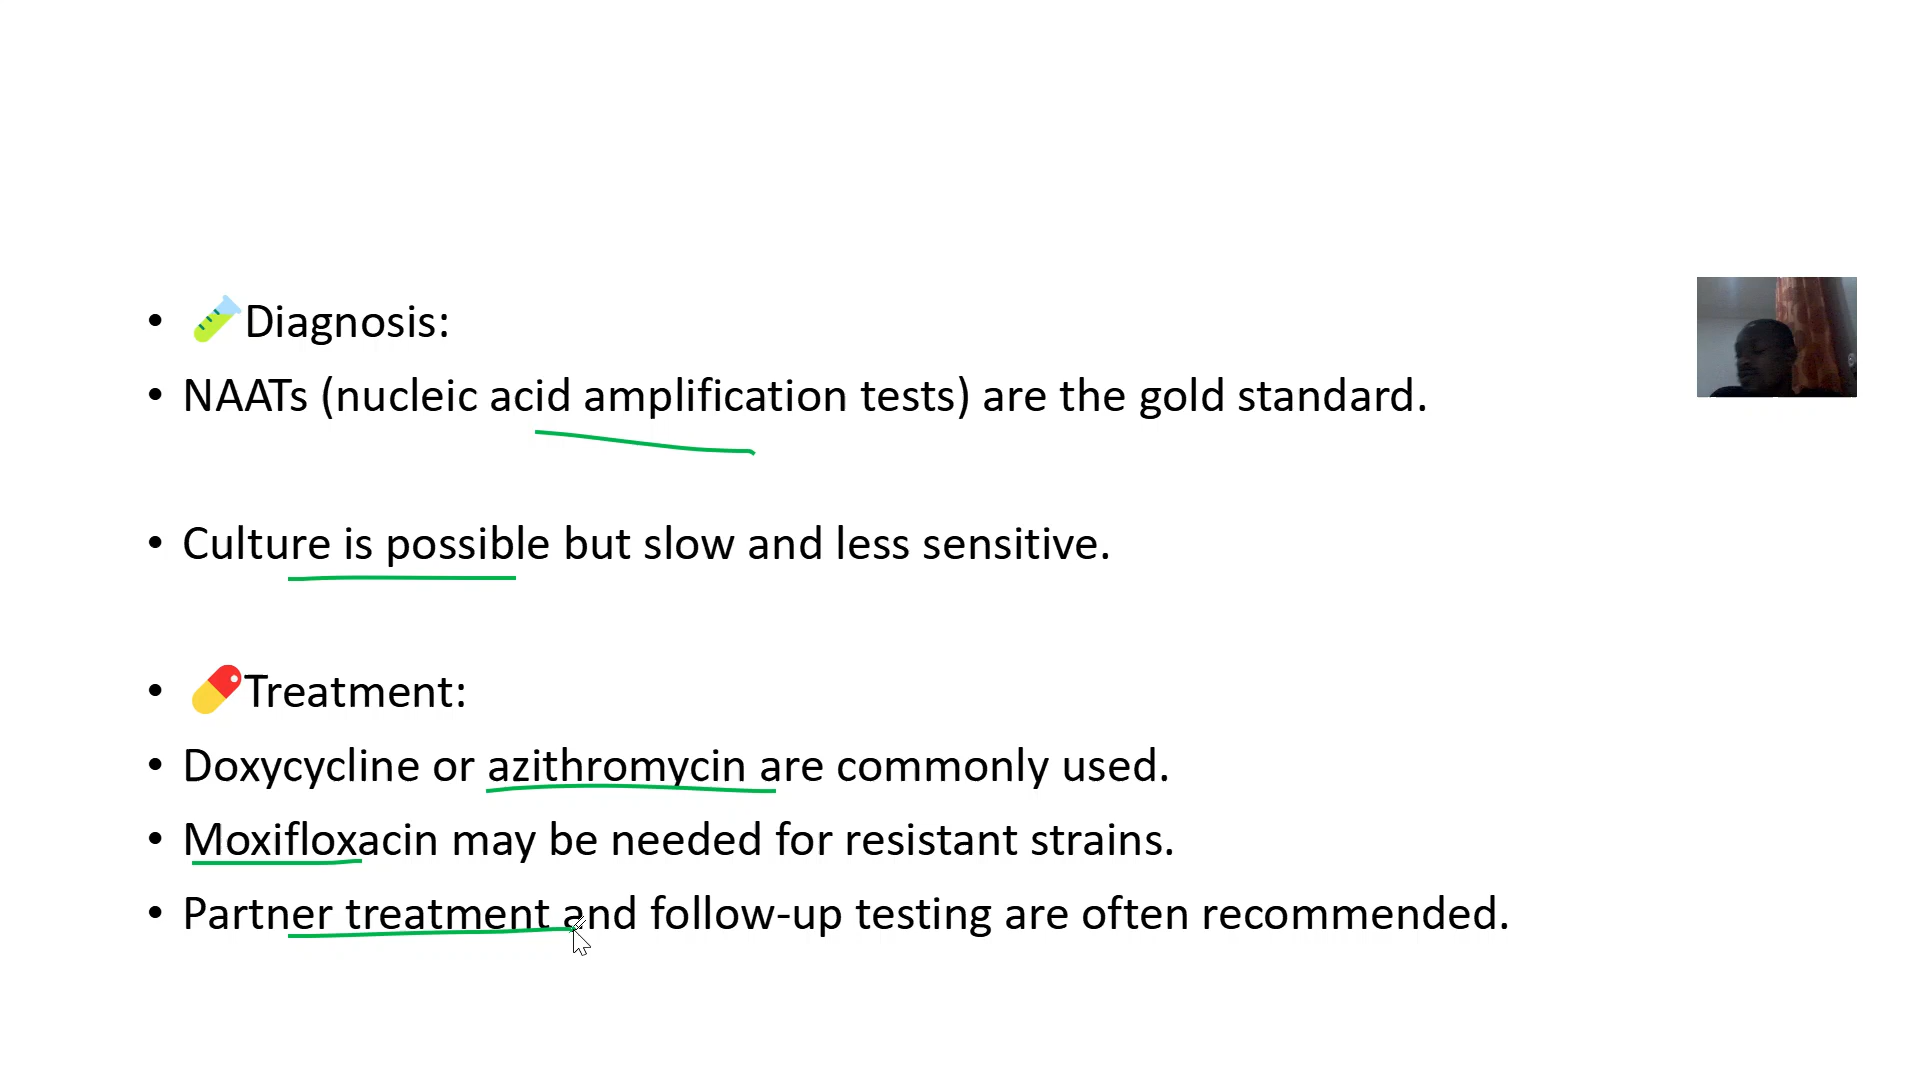 • 🧪Diagnosis:
• NAATs (nucleic acid amplification tests) are the gold standard.
• Culture is possible but slow and less sensitive.
• 💊Treatment:
• Doxycycline or azithromycin are commonly used.
• Moxifloxacin may be needed for resistant strains.
• Partner treatment and follow-up testing are often recommended.